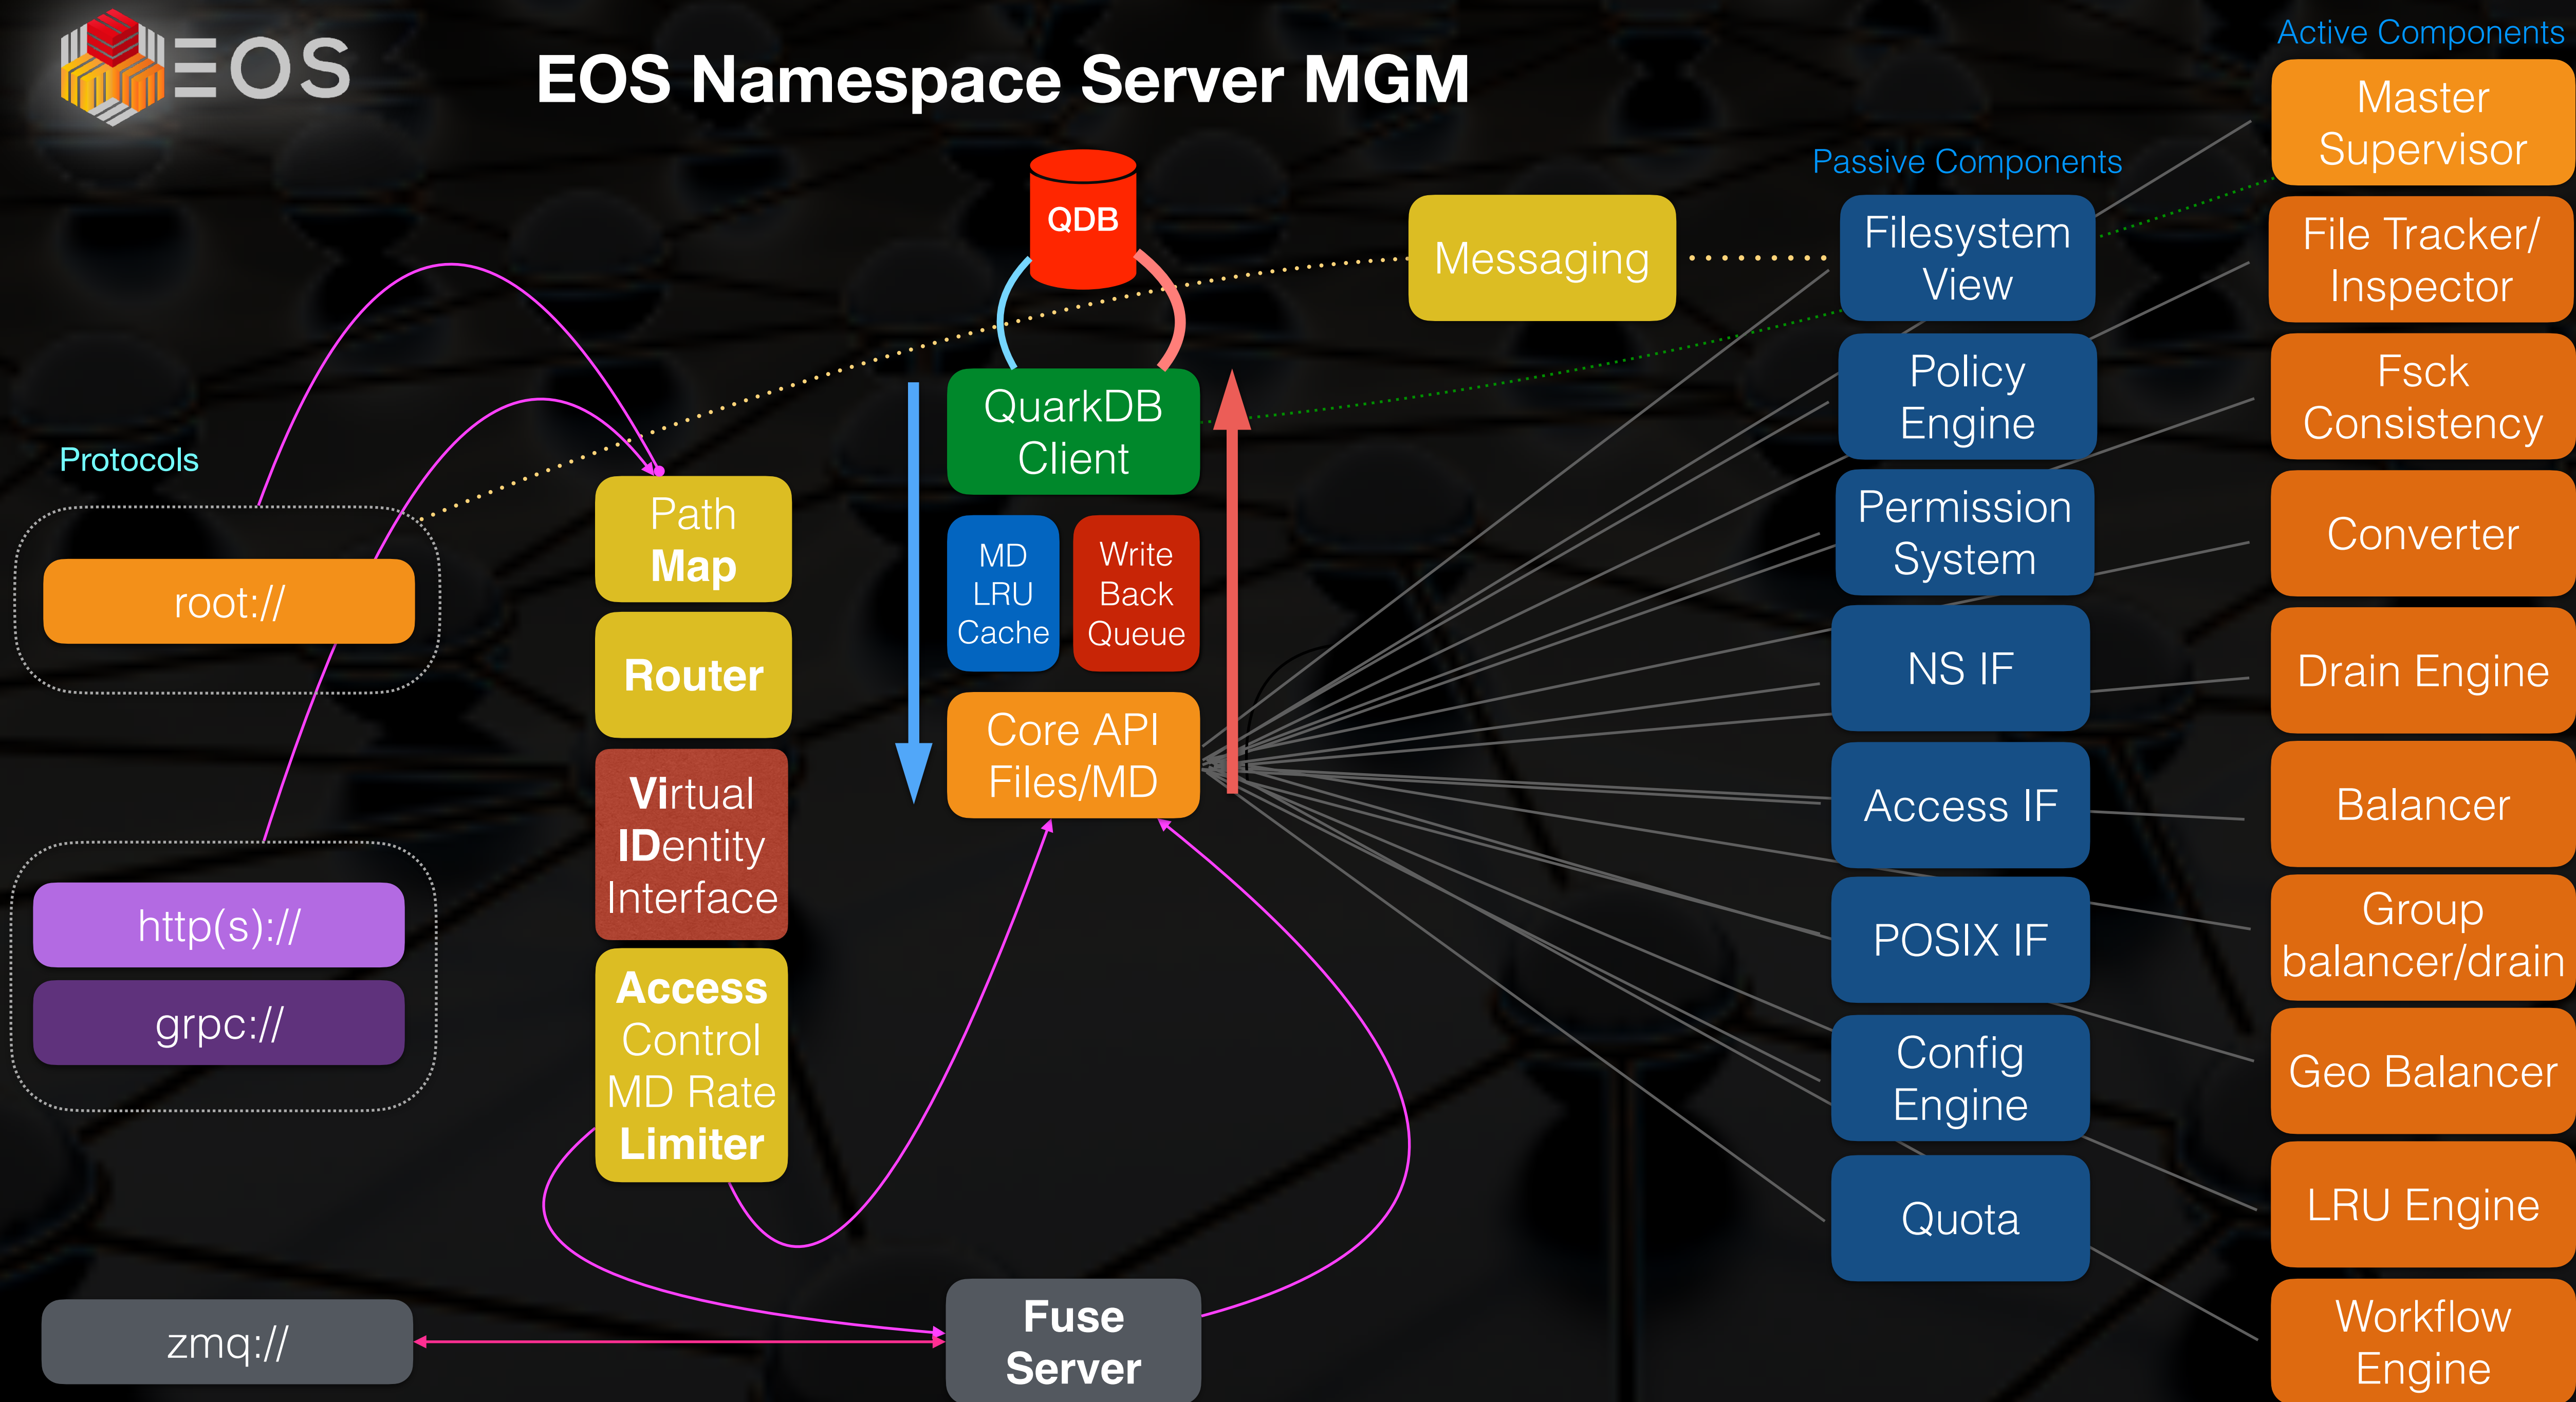 EOS
EOS Namespace Server MGM
Protocols
root://
http(s)://
grpc://
zmq://
Path
Map
Router
Virtual
IDentity
Interface
Access
Control
MD Rate
Limiter
QDB
QuarkDB
Client
MD
LRU
Cache
Write
Back
Queue
Core API
Files/MD
Fuse
Server
Messaging
Passive Components
Filesystem
View
Policy
Engine
Permission
System
NS IF
Access IF
POSIX IF
Config
Engine
Quota
Active Components
Master
Supervisor
File Tracker/
Inspector
Fsck
Consistency
Converter
Drain Engine
Balancer
Group
balancer/drain
Geo Balancer
LRU Engine
Workflow
Engine